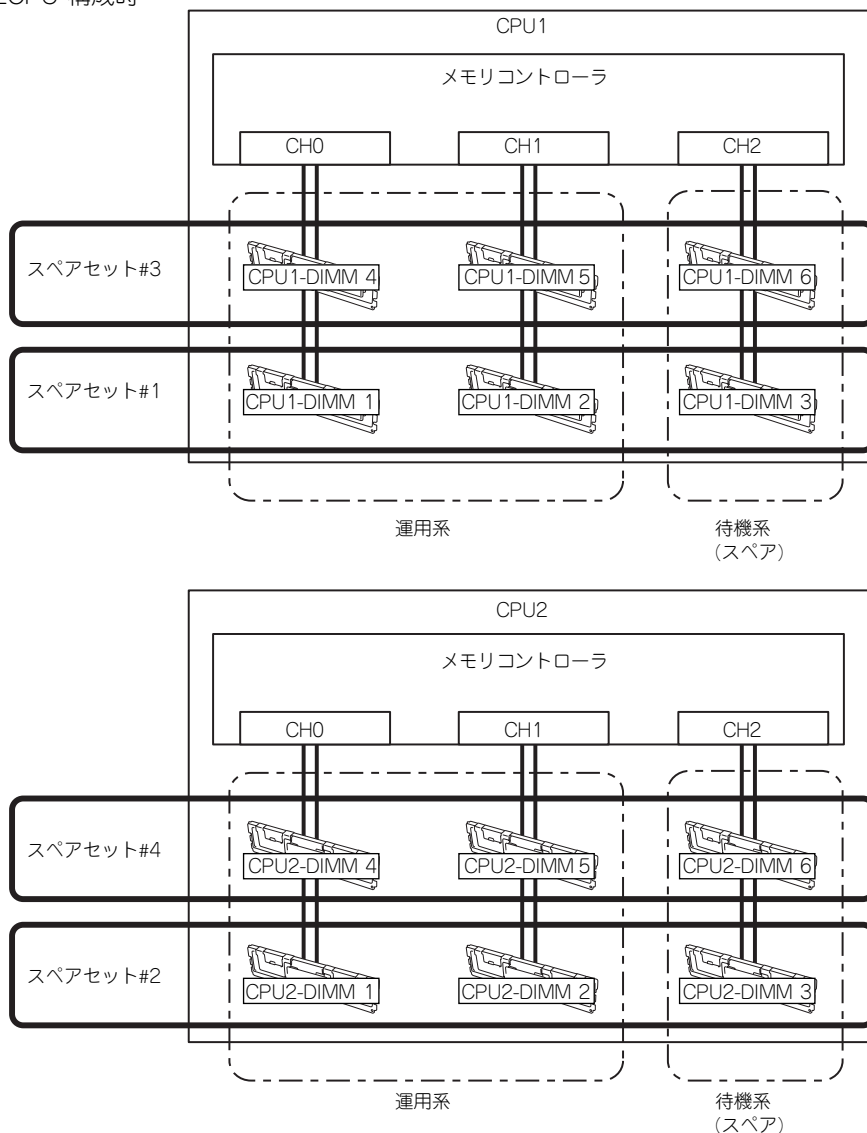 CPU1
メモリコントローラ
CH0 CH1 CH2
スペアセット#3
CPU1-DIMM 4 CPU1-DIMM 5 CPU1-DIMM 6
スペアセット#1
CPU1-DIMM 1 CPU1-DIMM 2 CPU1-DIMM 3
運用系 待機系
(スペア)
CPU2
メモリコントローラ
CH0 CH1 CH2
スペアセット#4
CPU2-DIMM 4 CPU2-DIMM 5 CPU2-DIMM 6
スペアセット#2
CPU2-DIMM 1 CPU2-DIMM 2 CPU2-DIMM 3
運用系 待機系
(スペア)